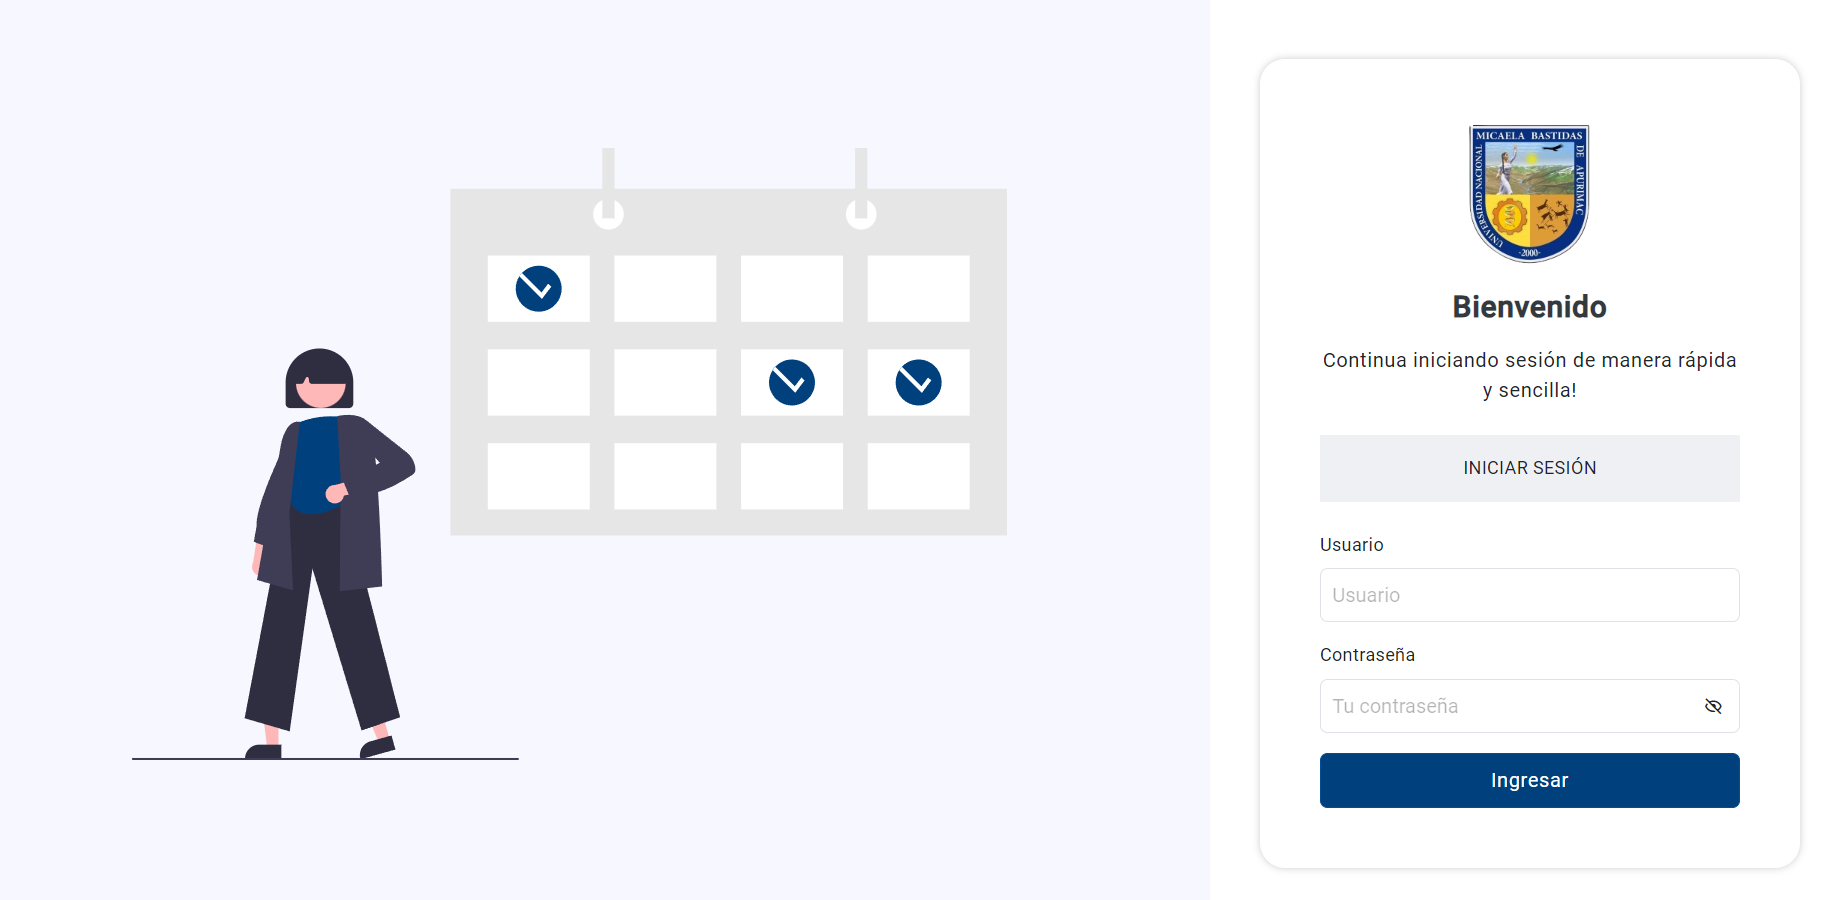 MICAELA BASTIDAS
UNIVERSIDAD NACIONAL
DE APURIMAC
-2000-
Bienvenido
Continua iniciando sesión de manera rápida
y sencilla!
INICIAR SESIÓN
Usuario
Usuario
Contraseña
Tu contraseña
Ingresar